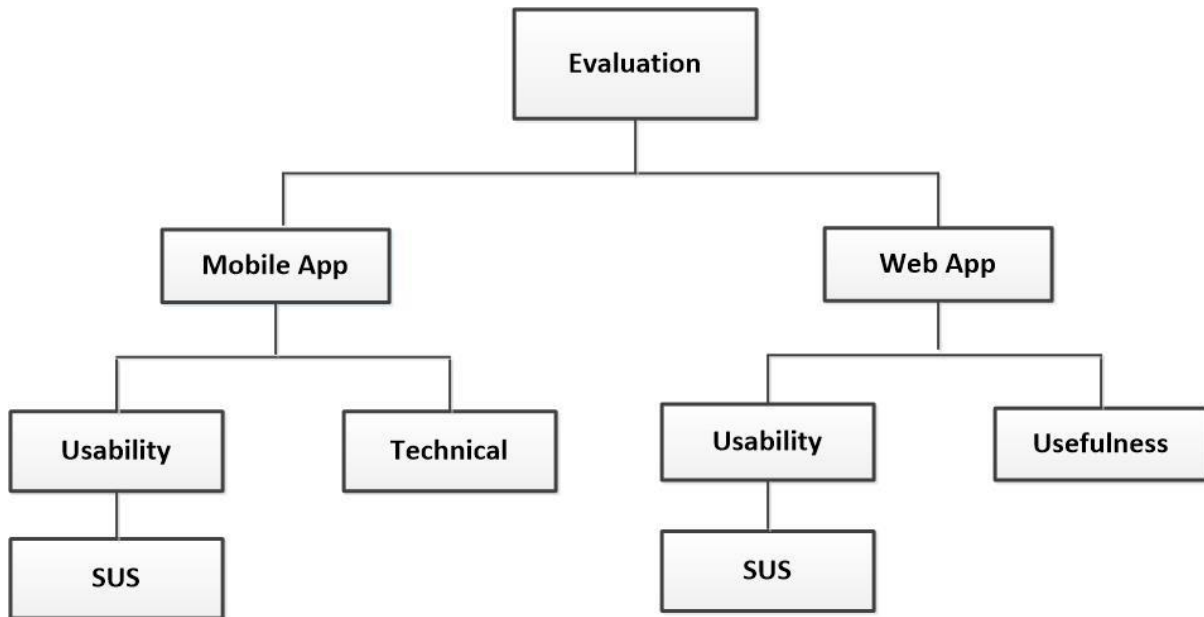 Evaluation
Mobile App
Web App
Usability
Technical
Usability
Usefulness
SUS
SUS